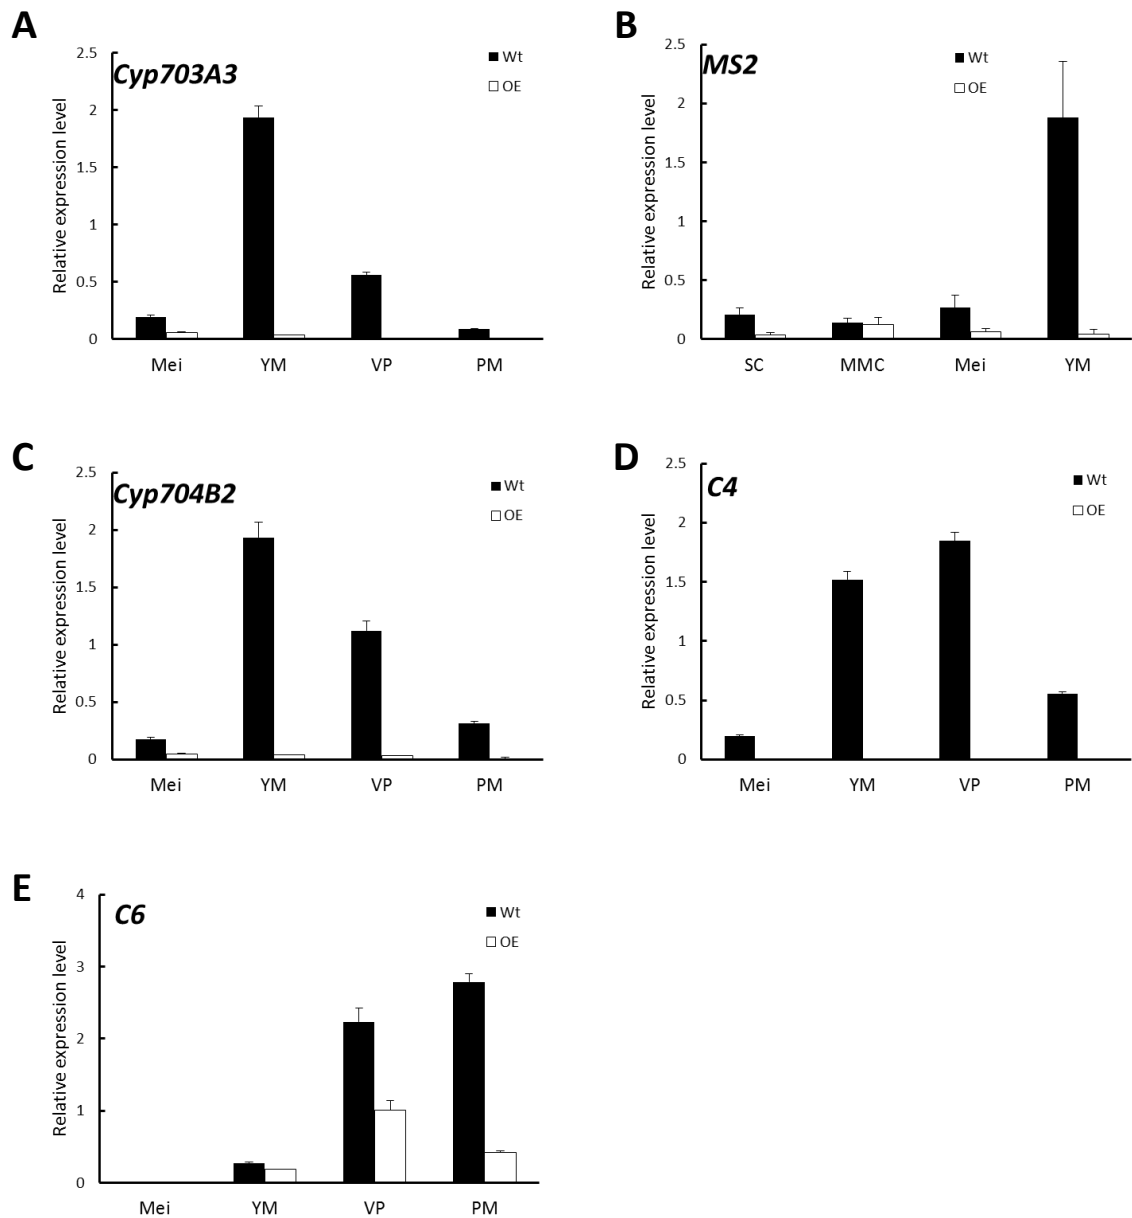 A
Cyp703A3
Wt
OE
Relative expression level
2.5
2
1.5
1
0.5
0
Mei YM VP PM
B
MS2
Wt
OE
Relative expression level
2.5
2
1.5
1
0.5
0
SC MMC Mei YM
C
Cyp704B2
Wt
OE
Relative expression level
2.5
2
1.5
1
0.5
0
Mei YM VP PM
D
C4
Wt
OE
Relative expression level
2.5
2
1.5
1
0.5
0
Mei YM VP PM
E
C6
Wt
OE
Relative expression level
4
3
2
1
0
Mei YM VP PM